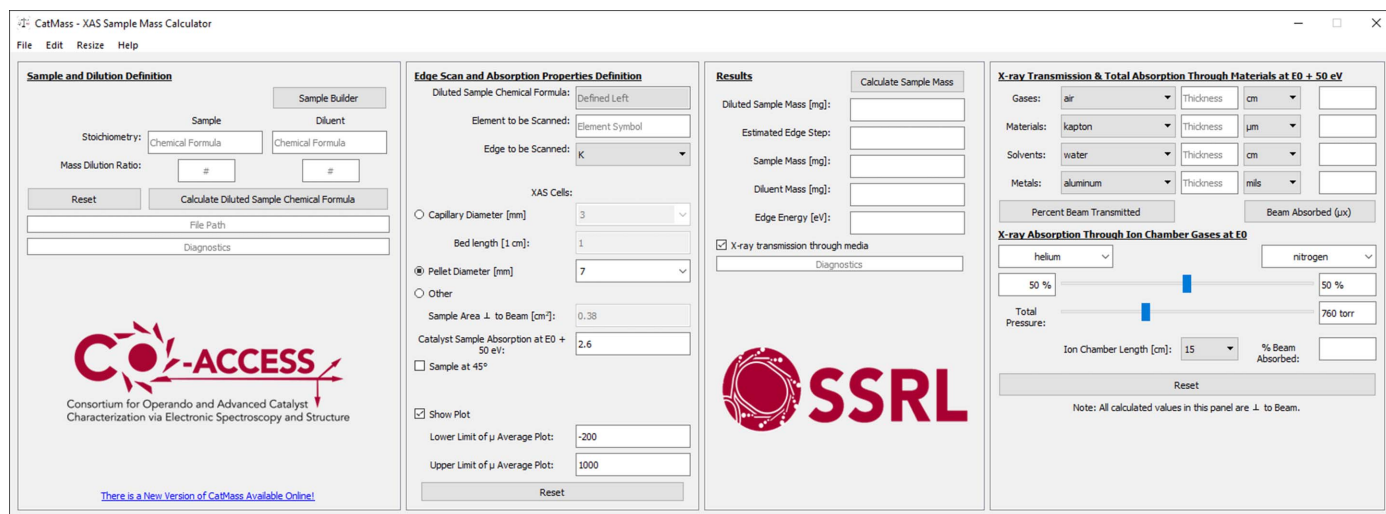 CatMass - XAS Sample Mass Calculator
File Edit Resize Help
Sample and Dilution Definition
Sample Builder
Sample Diluent
Stoichiometry: Chemical Formula Chemical Formula
Mass Dilution Ratio: # #
Reset Calculate Diluted Sample Chemical Formula
File Path
Diagnostics
CO-ACCESS
Consortium for Operando and Advanced Catalyst
Characterization via Electronic Spectroscopy and Structure
There is a New Version of CatMass Available Online!
Edge Scan and Absorption Properties Definition
Diluted Sample Chemical Formula: Defined Left
Element to be Scanned: Element Symbol
Edge to be Scanned: K
XAS Cells:
Capillary Diameter [mm] 3
Bed length [1 cm]: 1
Pellet Diameter [mm] 7
Other
Sample Area ⊥ to Beam [cm²]: 0.38
Catalyst Sample Absorption at E0 +
50 eV: 2.6
Sample at 45°
Show Plot
Lower Limit of μ Average Plot: -200
Upper Limit of μ Average Plot: 1000
Reset
Results
Calculate Sample Mass
Diluted Sample Mass [mg]:
Estimated Edge Step:
Sample Mass [mg]:
Diluent Mass [mg]:
Edge Energy [eV]:
X-ray transmission through media
Diagnostics
SSRL
X-ray Transmission & Total Absorption Through Materials at E0 + 50 eV
Gases: air Thickness cm
Materials: kapton Thickness μm
Solvents: water Thickness cm
Metals: aluminum Thickness mils
Percent Beam Transmitted Beam Absorbed (μx)
X-ray Absorption Through Ion Chamber Gases at E0
helium nitrogen
50 % 50 %
Total
Pressure: 760 torr
Ion Chamber Length [cm]: 15 % Beam
Absorbed:
Reset
Note: All calculated values in this panel are ⊥ to Beam.